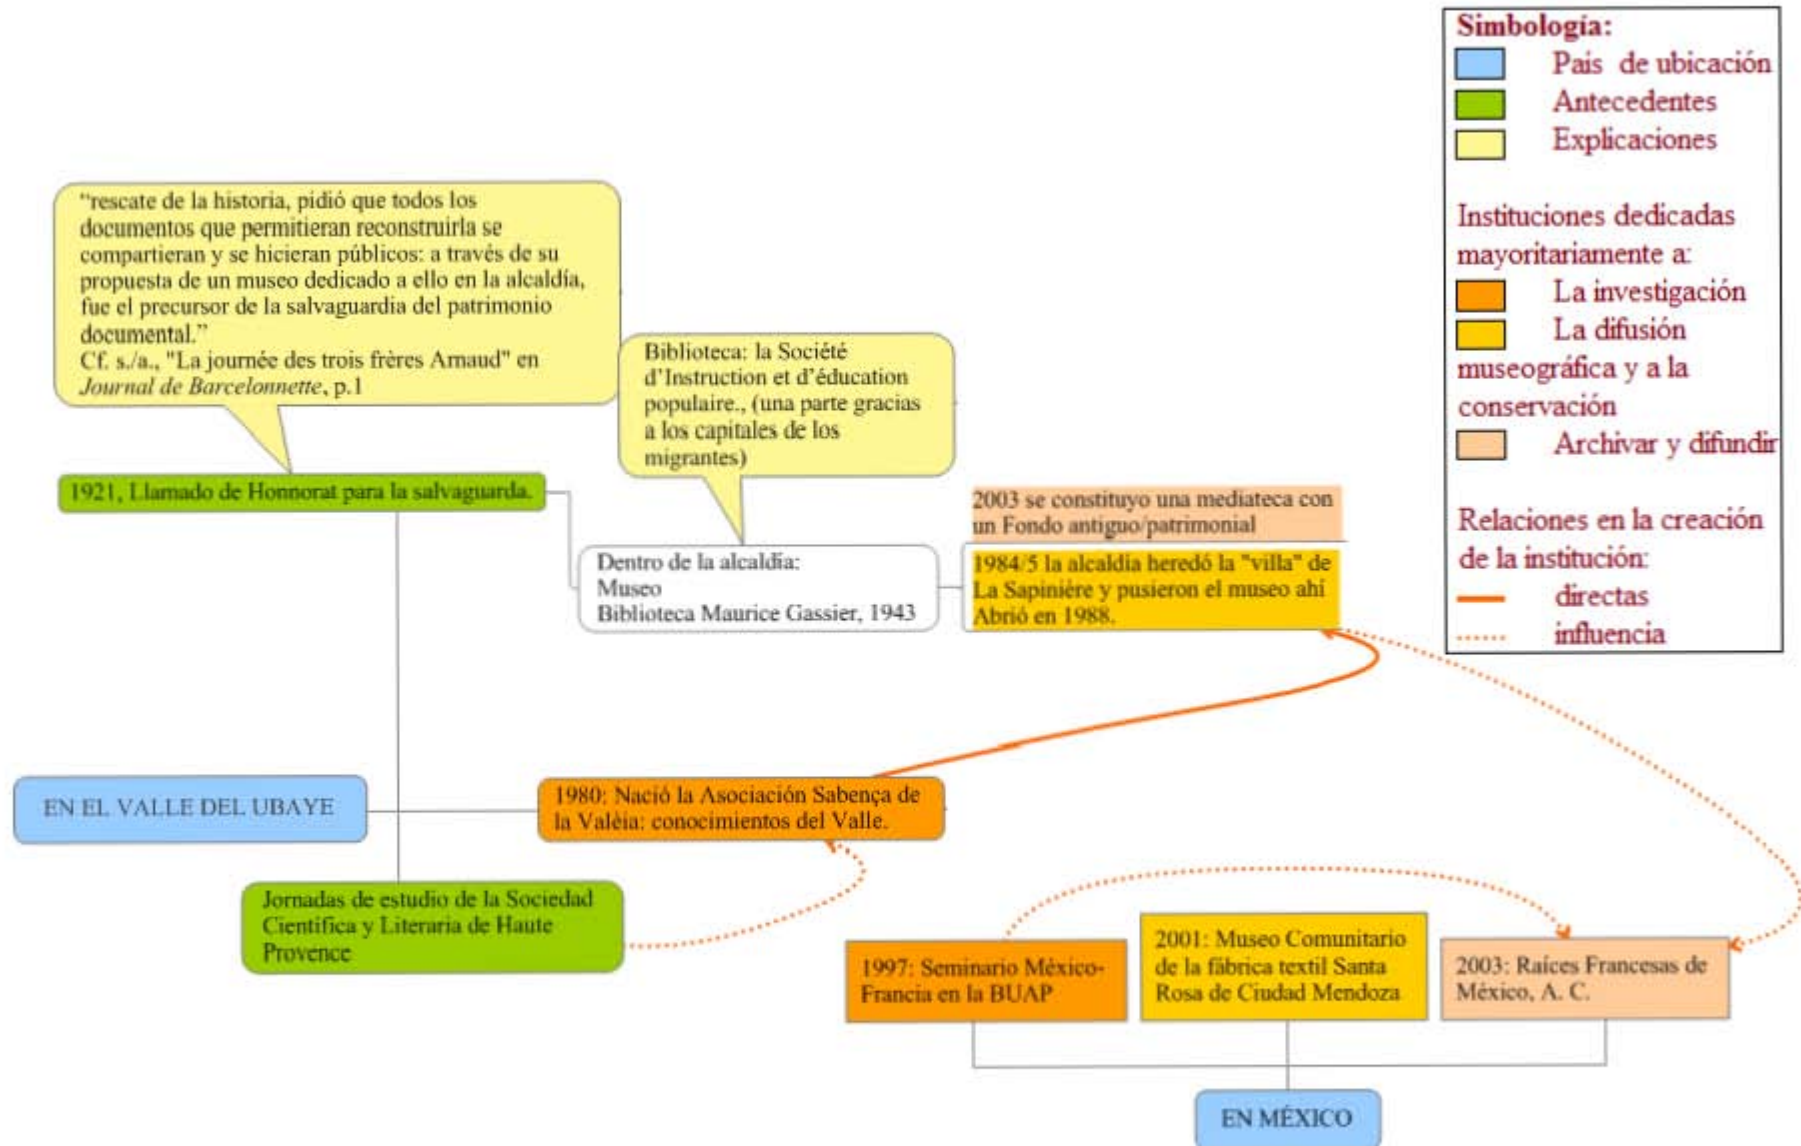 Simbología:
Pais de ubicación
Antecedentes
Explicaciones
Instituciones dedicadas
mayoritariamente a:
La investigación
La difusión
museográfica y a la
conservación
Archivar y difundir
Relaciones en la creación
de la institución:
directas
influencia
“rescate de la historia, pidió que todos los
documentos que permitieran reconstruirla se
compartieran y se hicieran públicos: a través de su
propuesta de un museo dedicado a ello en la alcaldía,
fue el precursor de la salvaguardia del patrimonio
documental.”
Cf. s./a., "La journée des trois frères Arnaud" en
Journal de Barcelonnette, p.1
Biblioteca: la Société
d’Instruction et d’éducation
populaire., (una parte gracias
a los capitales de los
migrantes)
1921, Llamado de Honnorat para la salvaguarda.
2003 se constituyo una mediateca con
un Fondo antiguo/patrimonial
Dentro de la alcaldía:
Museo
Biblioteca Maurice Gassier, 1943
1984/5 la alcaldía heredó la "villa" de
La Sapinière y pusieron el museo ahí
Abrió en 1988.
EN EL VALLE DEL UBAYE
1980: Nació la Asociación Sabença de
la Valèia: conocimientos del Valle.
Jornadas de estudio de la Sociedad
Científica y Literaria de Haute
Provence
1997: Seminario México-
Francia en la BUAP
2001: Museo Comunitario
de la fábrica textil Santa
Rosa de Ciudad Mendoza
2003: Raíces Francesas de
México, A. C.
EN MÉXICO